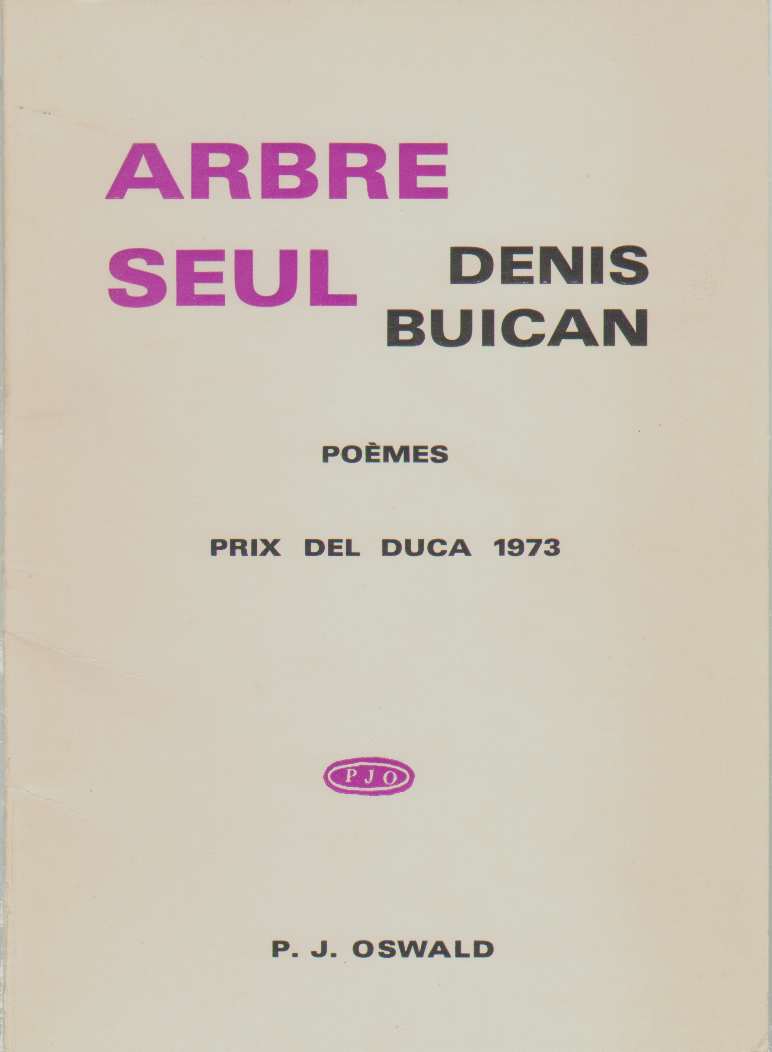 ARBRE
SEUL
DENIS
BUICAN
POÈMES
PRIX DEL DUCA 1973
PJO
P. J. OSWALD